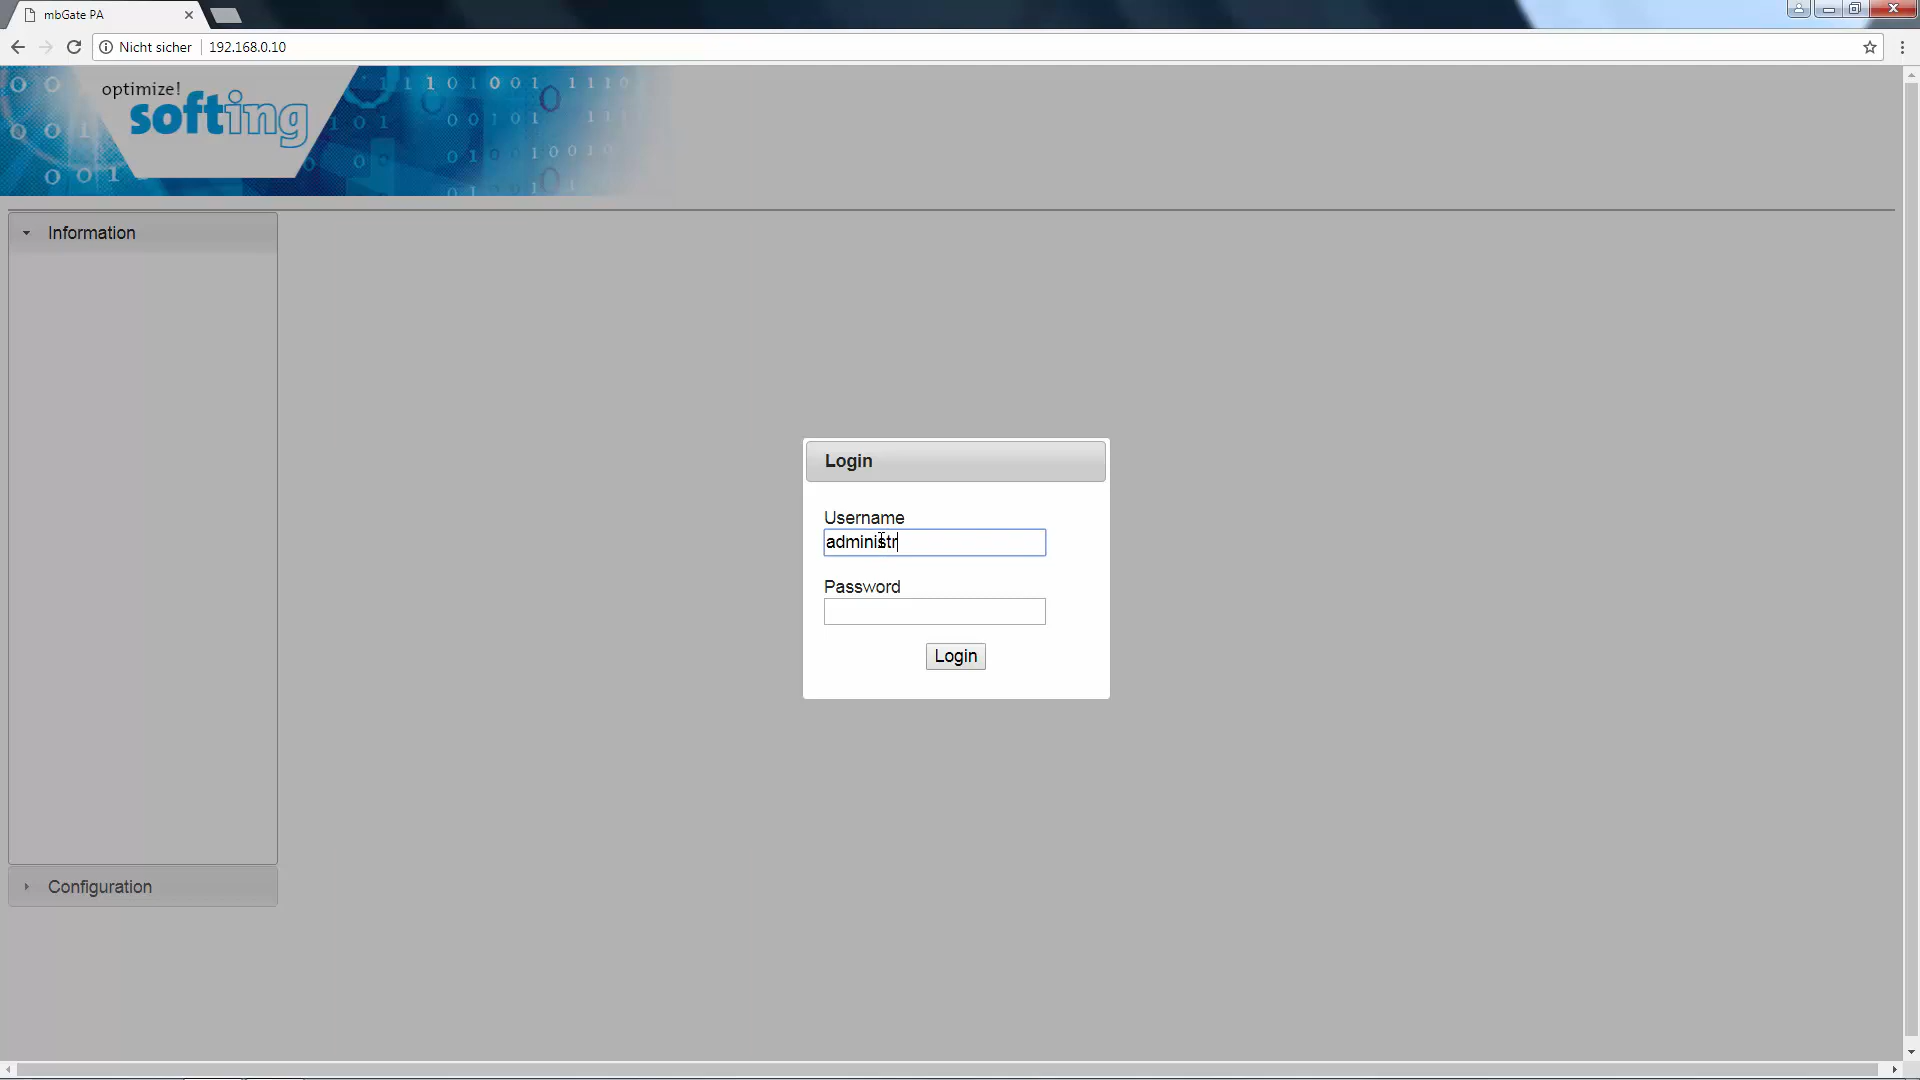 mbGate PA
Nicht sicher
192.168.0.10
optimize!
softing
Information
Login
Username
administr
Password
Login
Configuration